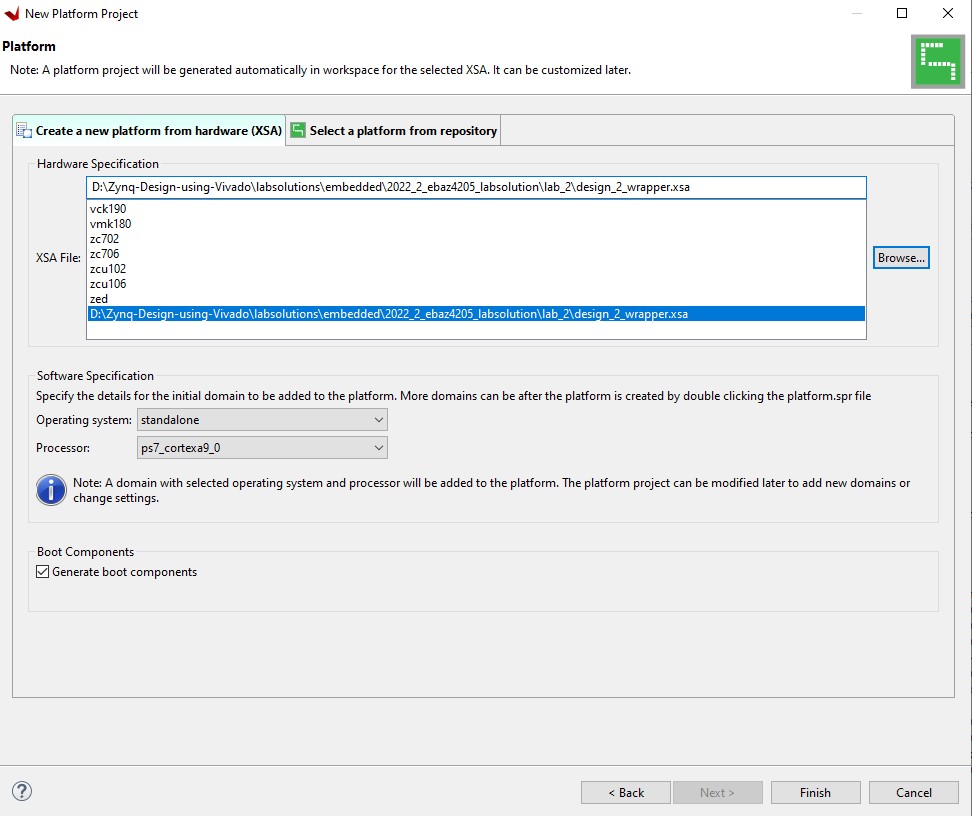 New Platform Project
Platform
Note: A platform project will be generated automatically in workspace for the selected XSA. It can be customized later.
Create a new platform from hardware (XSA)
Select a platform from repository
Hardware Specification
D:\Zynq-Design-using-Vivado\labsolutions\embedded\2022_2_ebaz4205_labsolution\lab_2\design_2_wrapper.xsa
vck190
vmk180
zc702
zc706
zcu102
zcu106
zed
D:\Zynq-Design-using-Vivado\labsolutions\embedded\2022_2_ebaz4205_labsolution\lab_2\design_2_wrapper.xsa
XSA File:
Browse...
Software Specification
Specify the details for the initial domain to be added to the platform. More domains can be after the platform is created by double clicking the platform.spr file
Operating system: standalone
Processor: ps7_cortexa9_0
Note: A domain with selected operating system and processor will be added to the platform. The platform project can be modified later to add new domains or
change settings.
Boot Components
Generate boot components
? < Back Next > Finish Cancel